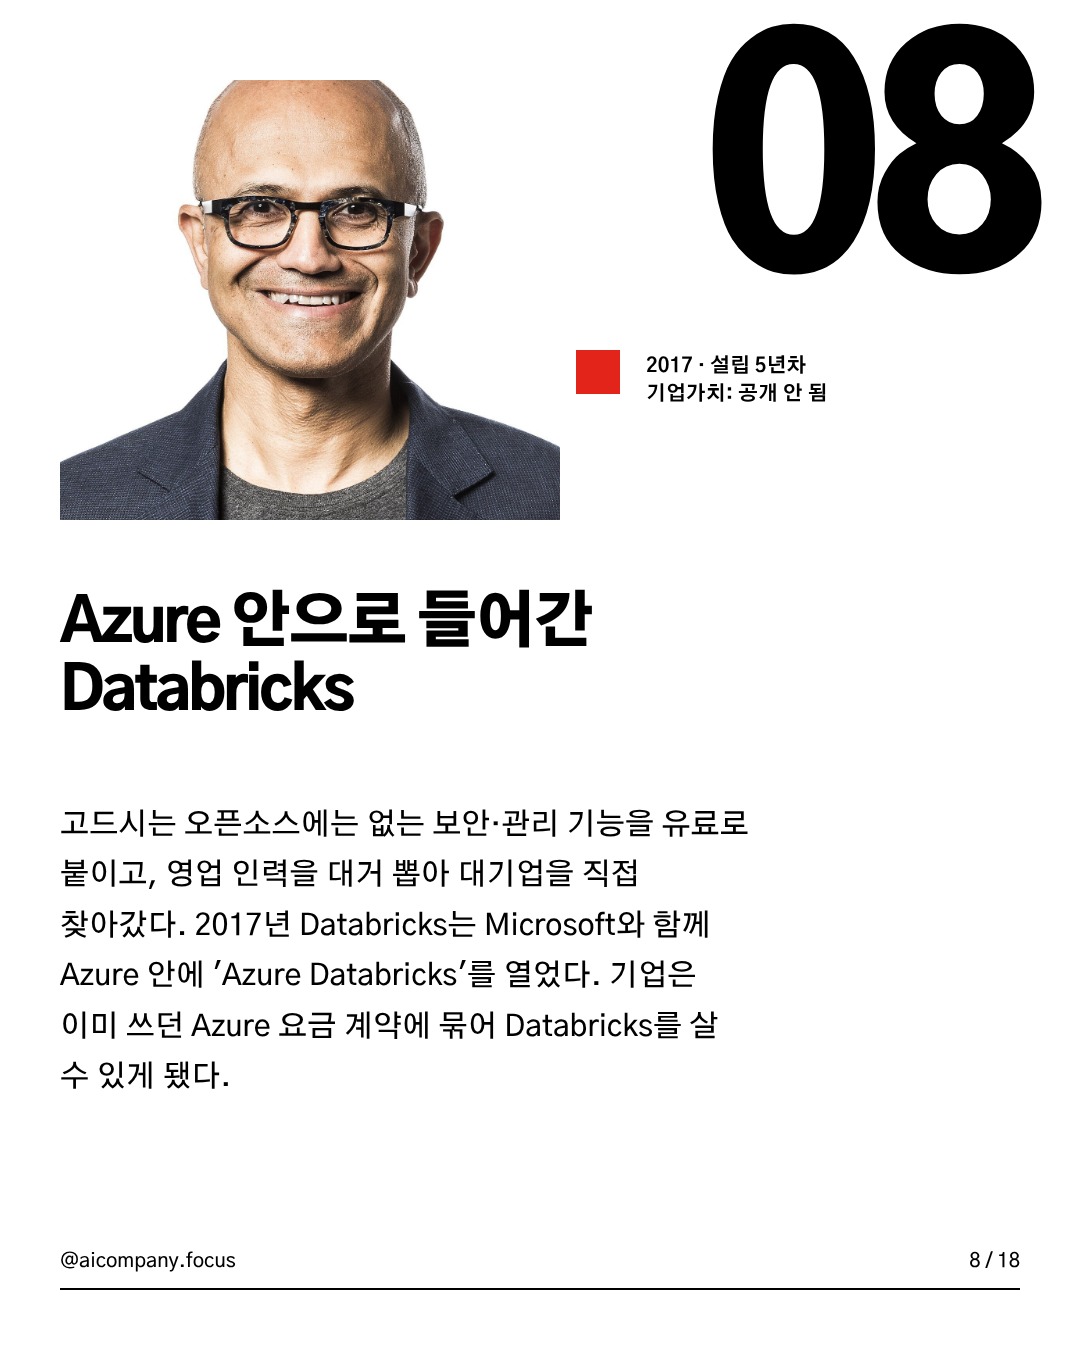 08
2017 · 설립 5년차
기업가치: 공개 안 됨
Azure 안으로 들어간
Databricks
고드시는 오픈소스에는 없는 보안·관리 기능을 유료로
붙이고, 영업 인력을 대거 뽑아 대기업을 직접
찾아갔다. 2017년 Databricks는 Microsoft와 함께
Azure 안에 ’Azure Databricks’를 열었다. 기업은
이미 쓰던 Azure 요금 계약에 묶어 Databricks를 살
수 있게 됐다.
@aicompany.focus
8 / 18